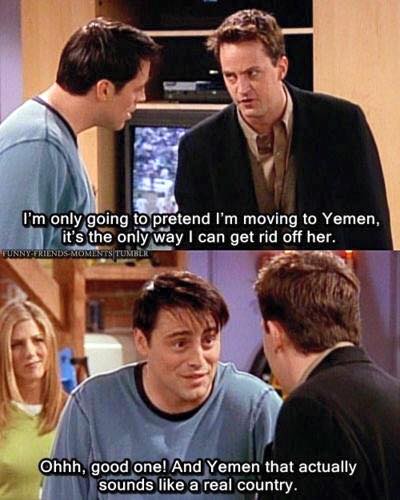 I'm only going to pretend I'm moving to Yemen,
it's the only way I can get rid off her.
FUNNY-FRIENDS-MOMENTS|TUMBLR
Ohhh, good one! And Yemen that actually
sounds like a real country.